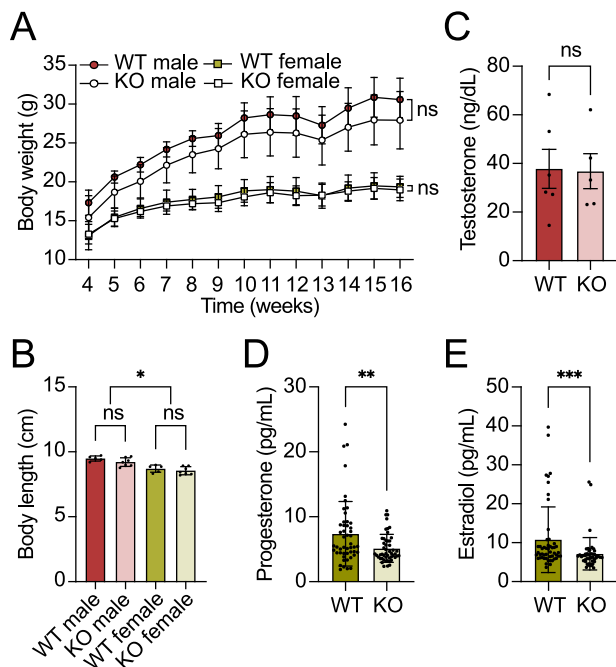 A
WT male
WT female
KO male
KO female
Body weight (g)
35
30
25
20
15
10
ns
ns
4 5 6 7 8 9 10 11 12 13 14 15 16
Time (weeks)
C
Testosterone (ng/dL)
80
60
40
20
0
ns
WT KO
B
Body length (cm)
15
10
5
0
*
ns ns
WT male
KO male
WT female
KO female
D
Progesterone (pg/mL)
30
20
10
0
**
WT KO
E
Estradiol (pg/mL)
50
40
30
20
10
0
***
WT KO